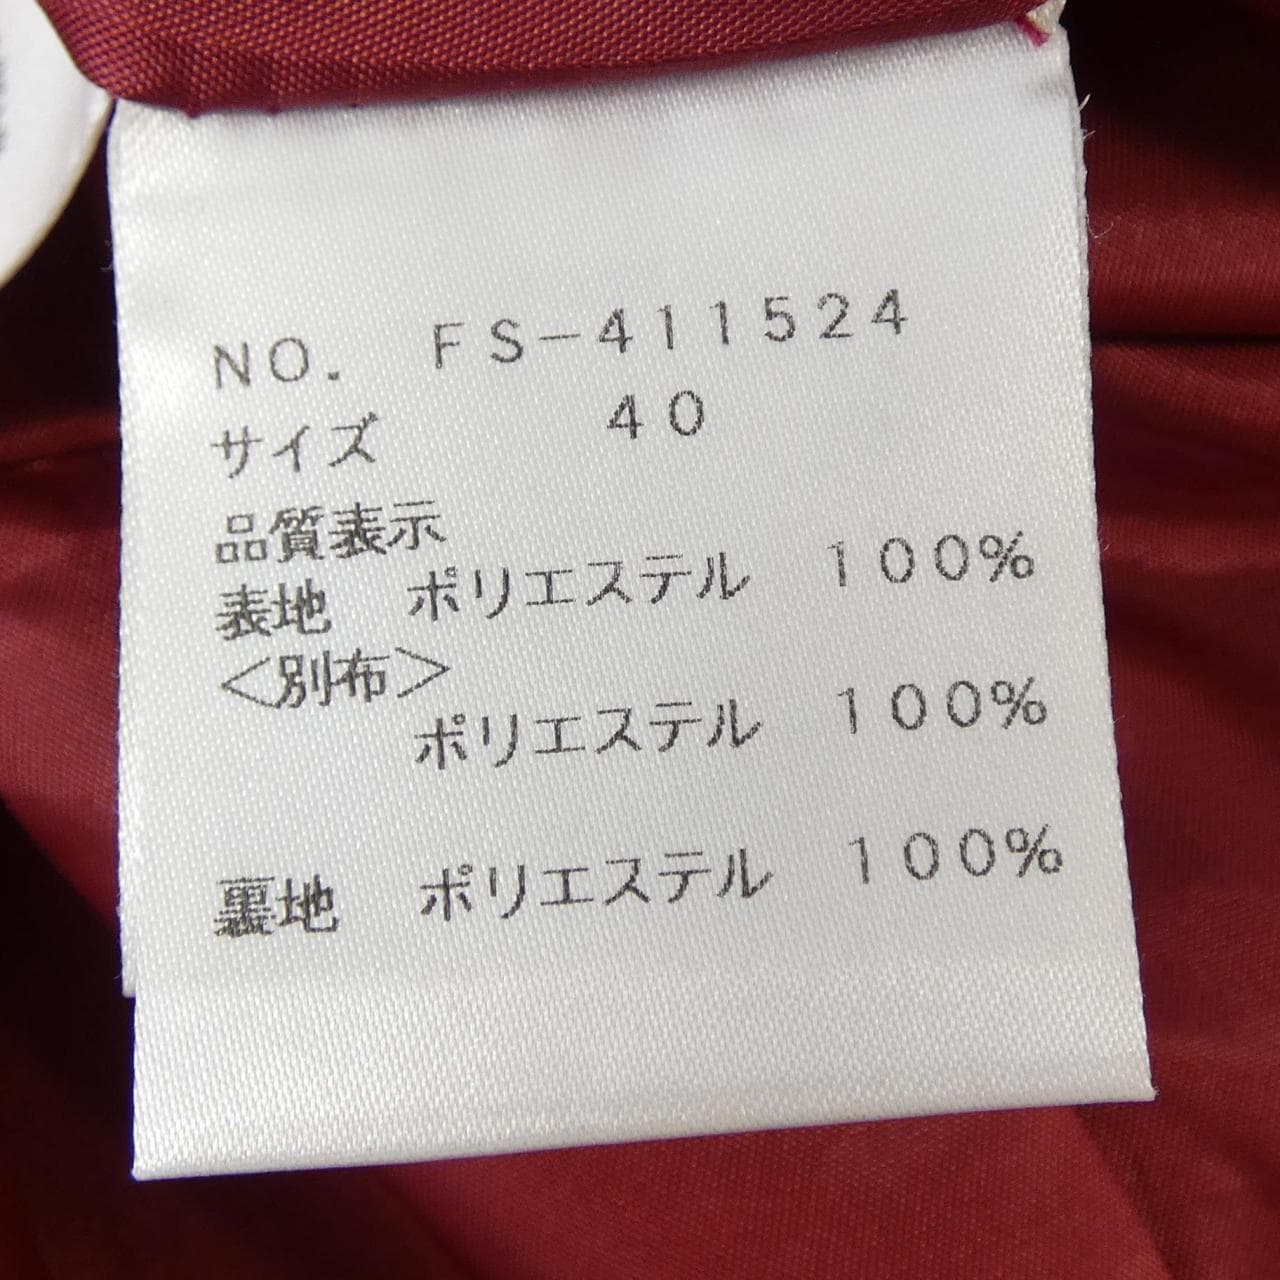 NO. FS-411524
サイズ 40
品質表示
表地 ポリエステル 100%
<別布>
ポリエステル 100%
裏地 ポリエステル 100%